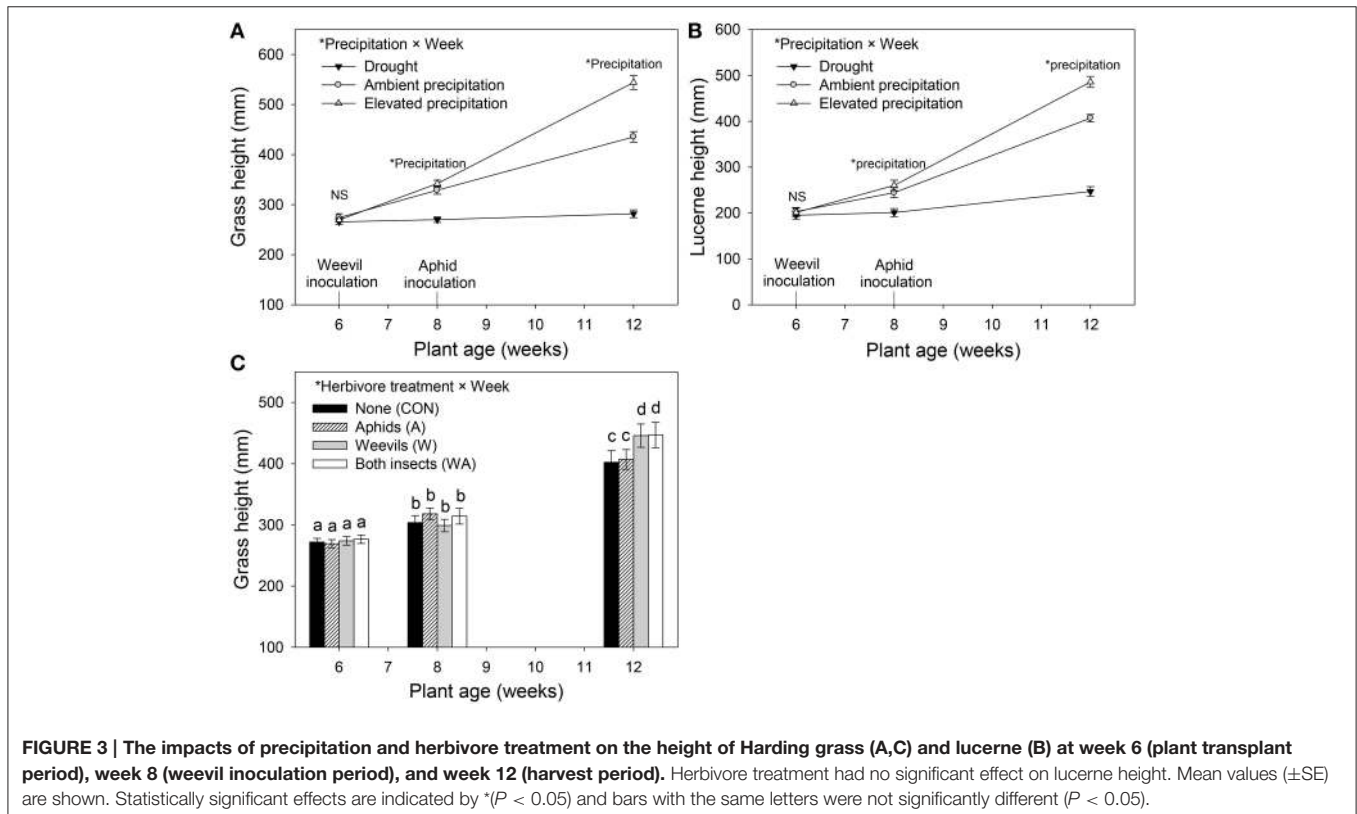 A
*Precipitation × Week
Drought
Ambient precipitation
Elevated precipitation
*Precipitation
*Precipitation
NS
Weevil
inoculation
Aphid
inoculation
Grass height (mm)
600
500
400
300
200
100
6 7 8 9 10 11 12
Plant age (weeks)
B
*Precipitation × Week
Drought
Ambient precipitation
Elevated precipitation
*precipitation
*precipitation
NS
Weevil
inoculation
Aphid
inoculation
Lucerne height (mm)
600
500
400
300
200
100
0
6 7 8 9 10 11 12
Plant age (weeks)
C
*Herbivore treatment × Week
None (CON)
Aphids (A)
Weevils (W)
Both insects (WA)
a a a a
b b b b
c c d d
Grass height (mm)
500
400
300
200
100
6 7 8 9 10 11 12
Plant age (weeks)
FIGURE 3 | The impacts of precipitation and herbivore treatment on the height of Harding grass (A,C) and lucerne (B) at week 6 (plant transplant
period), week 8 (weevil inoculation period), and week 12 (harvest period). Herbivore treatment had no significant effect on lucerne height. Mean values (±SE)
are shown. Statistically significant effects are indicated by *(P < 0.05) and bars with the same letters were not significantly different (P < 0.05).